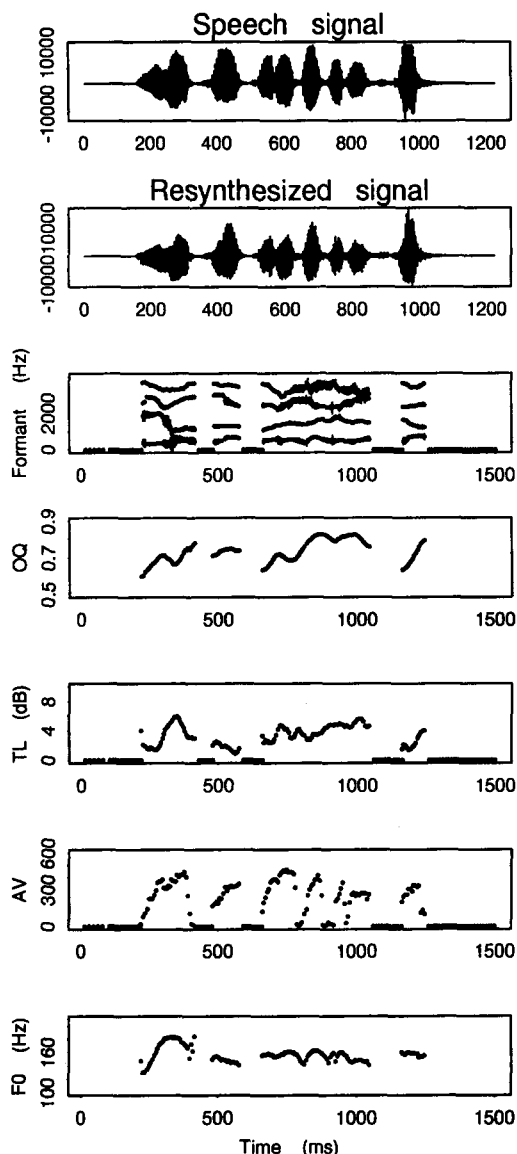 Speech signal
-10000 10000
0 200 400 600 800 1000 1200
Resynthesized signal
-10000 10000
0 200 400 600 800 1000 1200
Formant (Hz)
0 2000
0 500 1000 1500
OQ
0.5 0.7 0.9
0 500 1000 1500
TL (dB)
0 4 8
0 500 1000 1500
AV
0 300 600
0 500 1000 1500
F0 (Hz)
100 160
0 500 1000 1500
Time (ms)